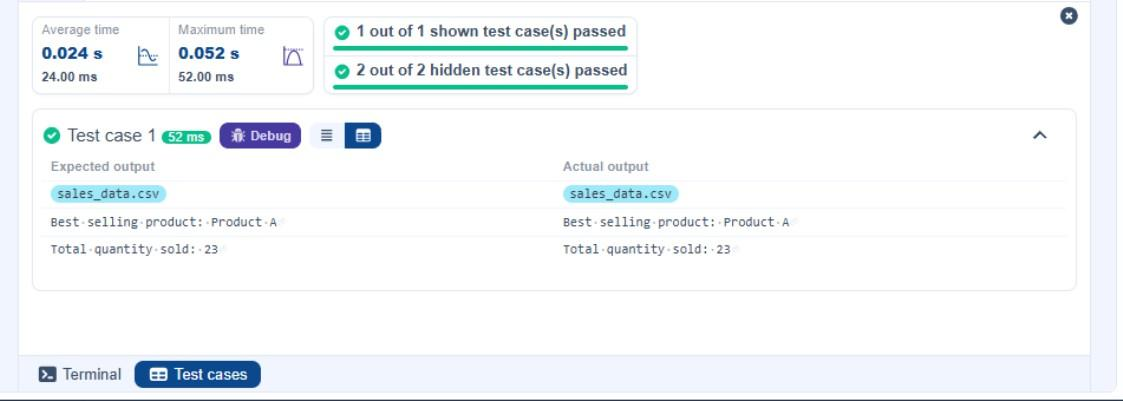 Average time
0.024 s
24.00 ms
Maximum time
0.052 s
52.00 ms
1 out of 1 shown test case(s) passed
2 out of 2 hidden test case(s) passed
Test case 1 52 ms Debug
Expected output
sales_data.csv
Best·selling·product:·Product·A
Total·quantity·sold:·23
Actual output
sales_data.csv
Best·selling·product:·Product·A
Total·quantity·sold:·23
Terminal Test cases